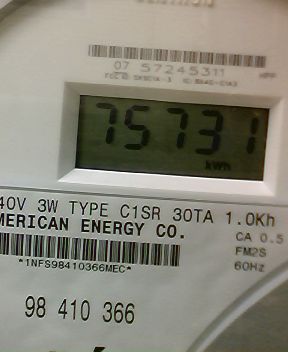 07 57245311
75731
kWh
40V 3W TYPE C1SR 30TA 1.0Kh
MERICAN ENERGY CO.
CA 0.5
FM2S
60Hz
*1NFS98410366MEC*
98 410 366